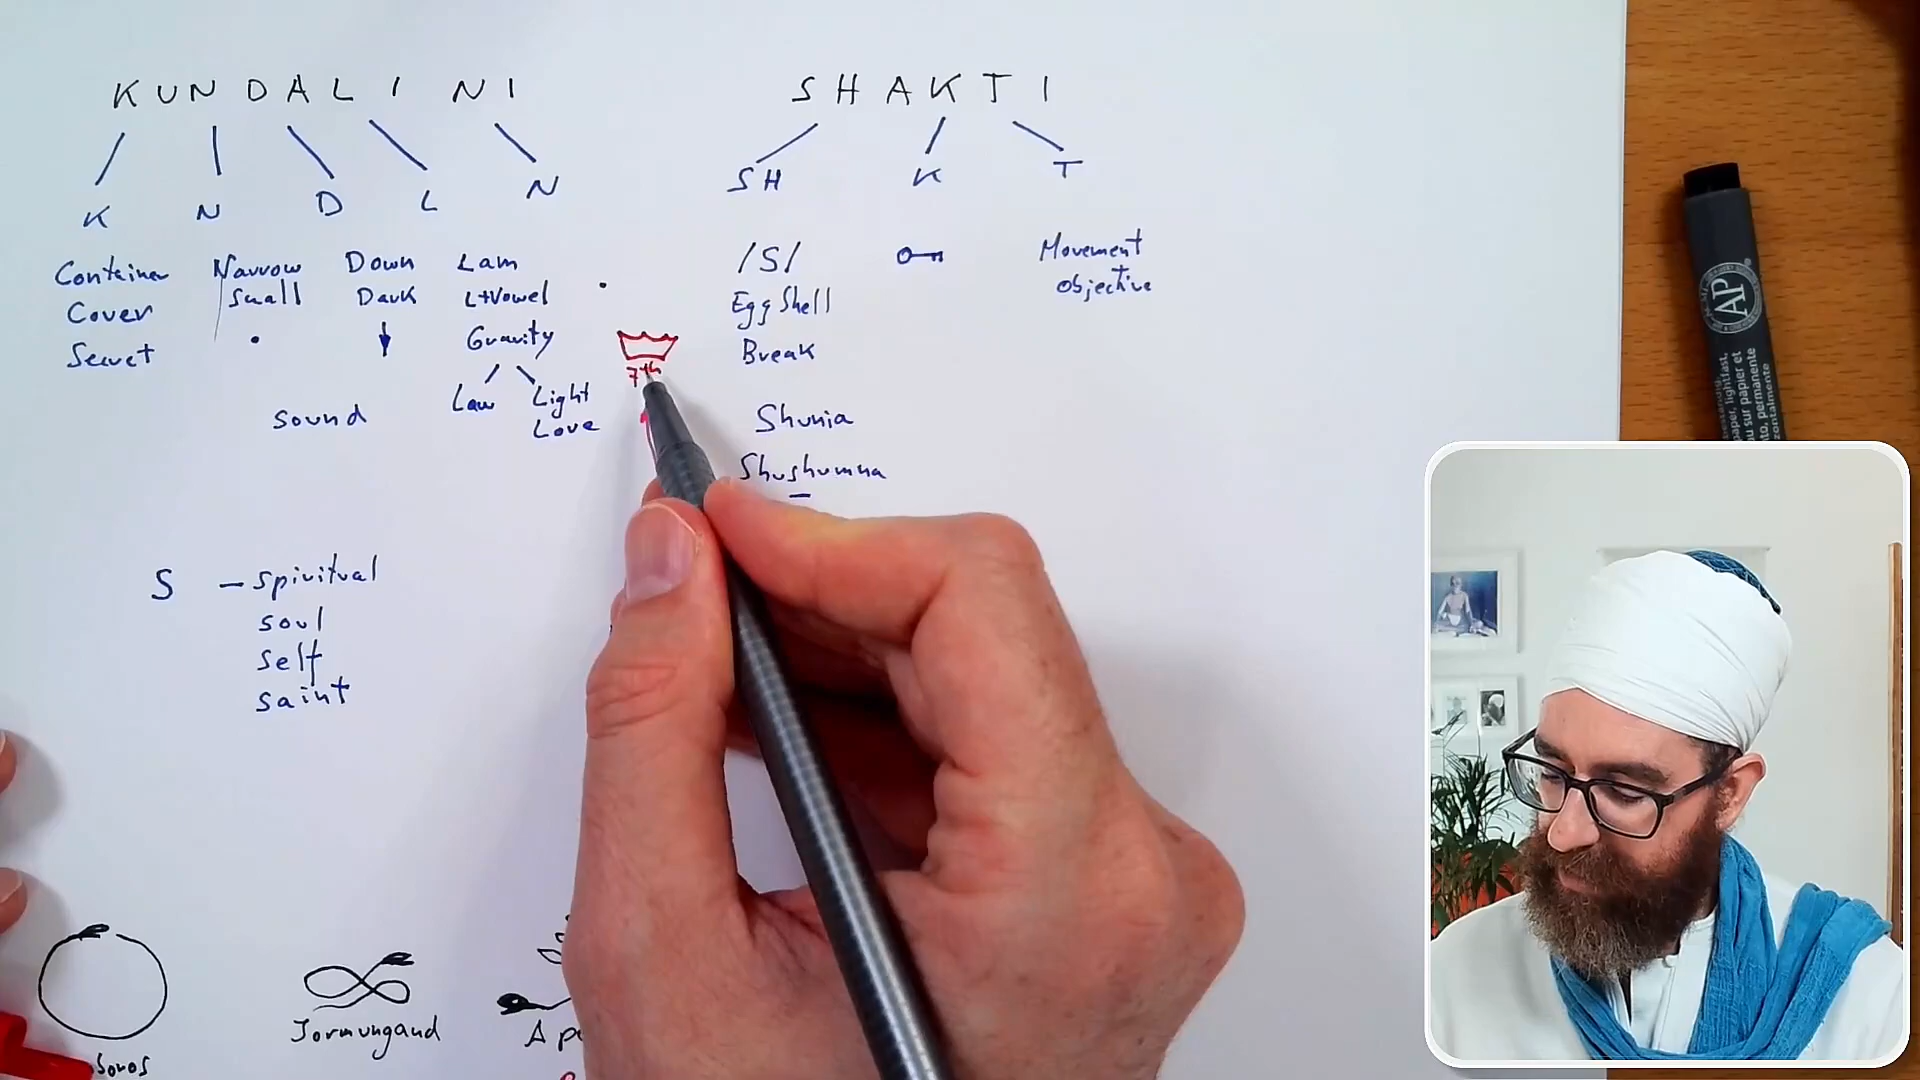 KUNDALINI
SHAKTI
K
N
D
L
N
SH
K
T
Container
Cover
Secret
Narrow
Small
Down
Dark
Lam
L+Vowel
Gravity
Law
Light
Love
Sound
7th
/S/
Egg Shell
Break
Shunia
Shushumna
Movement
+
objective
S
- spiritual
soul
self
saint
Jormungand
AP